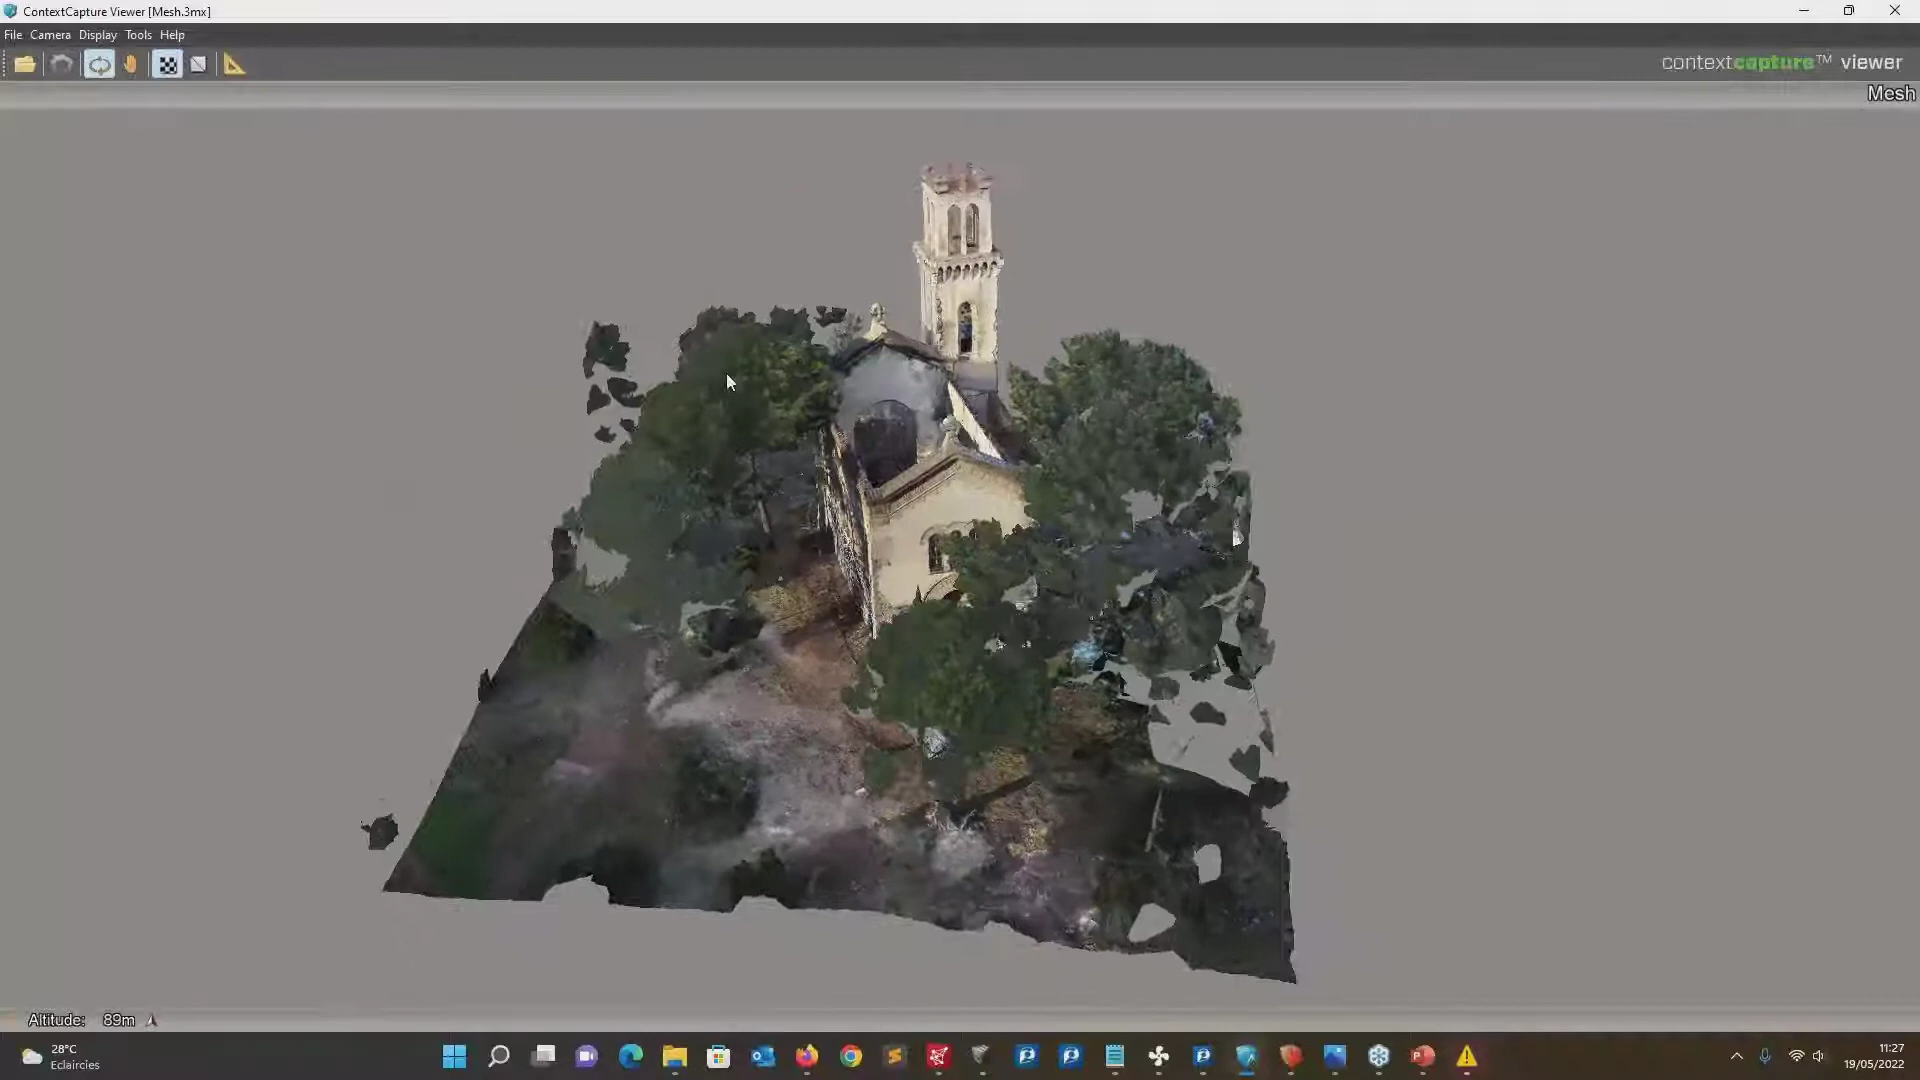 ContextCapture Viewer [Mesh.3mx]
File Camera Display Tools Help
contextcapture™ viewer
Mesh
Altitude: 89m
28°C
Eclaircies
11:27
19/05/2022